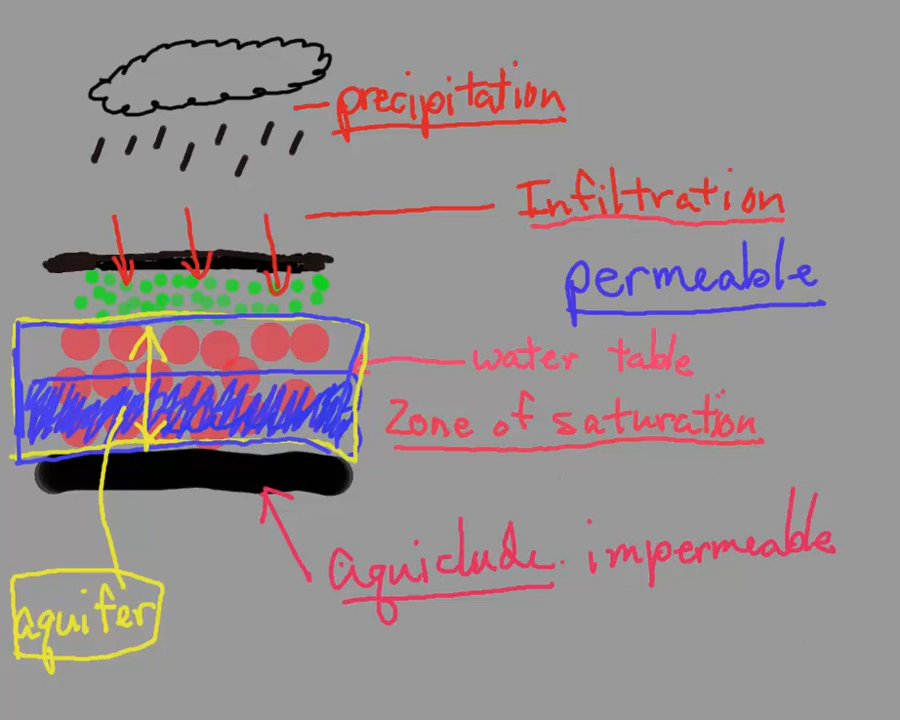 precipitation
Infiltration
permeable
water table
Zone of saturation
aquiclude. impermeable
aquifer